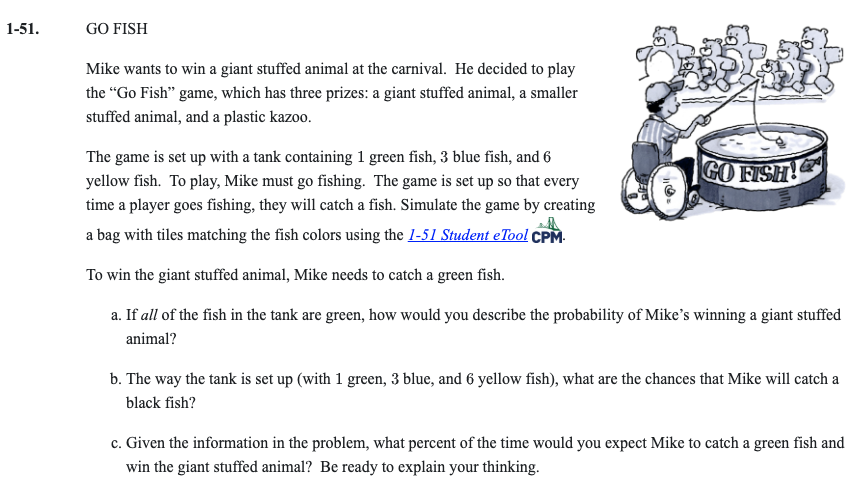 1-51. GO FISH
Mike wants to win a giant stuffed animal at the carnival. He decided to play
the “Go Fish” game, which has three prizes: a giant stuffed animal, a smaller
stuffed animal, and a plastic kazoo.
The game is set up with a tank containing 1 green fish, 3 blue fish, and 6
yellow fish. To play, Mike must go fishing. The game is set up so that every
time a player goes fishing, they will catch a fish. Simulate the game by creating
a bag with tiles matching the fish colors using the 1-51 Student eTool CPM.
GO FISH!
To win the giant stuffed animal, Mike needs to catch a green fish.
a. If all of the fish in the tank are green, how would you describe the probability of Mike’s winning a giant stuffed
animal?
b. The way the tank is set up (with 1 green, 3 blue, and 6 yellow fish), what are the chances that Mike will catch a
black fish?
c. Given the information in the problem, what percent of the time would you expect Mike to catch a green fish and
win the giant stuffed animal? Be ready to explain your thinking.